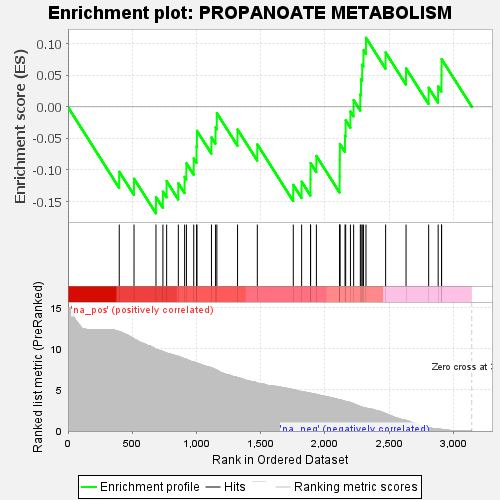 Enrichment plot: PROPANOATE METABOLISM
Enrichment score (ES)
0.10
0.05
0.00
-0.05
-0.10
-0.15
'na_pos' (positively correlated)
Ranked list metric (PreRanked)
15
10
5
0
Zero cross at 3
'na_neg' (negatively correlated)
0
500
1,000
1,500
2,000
2,500
3,000
Rank in Ordered Dataset
Enrichment profile
Hits
Ranking metric scores